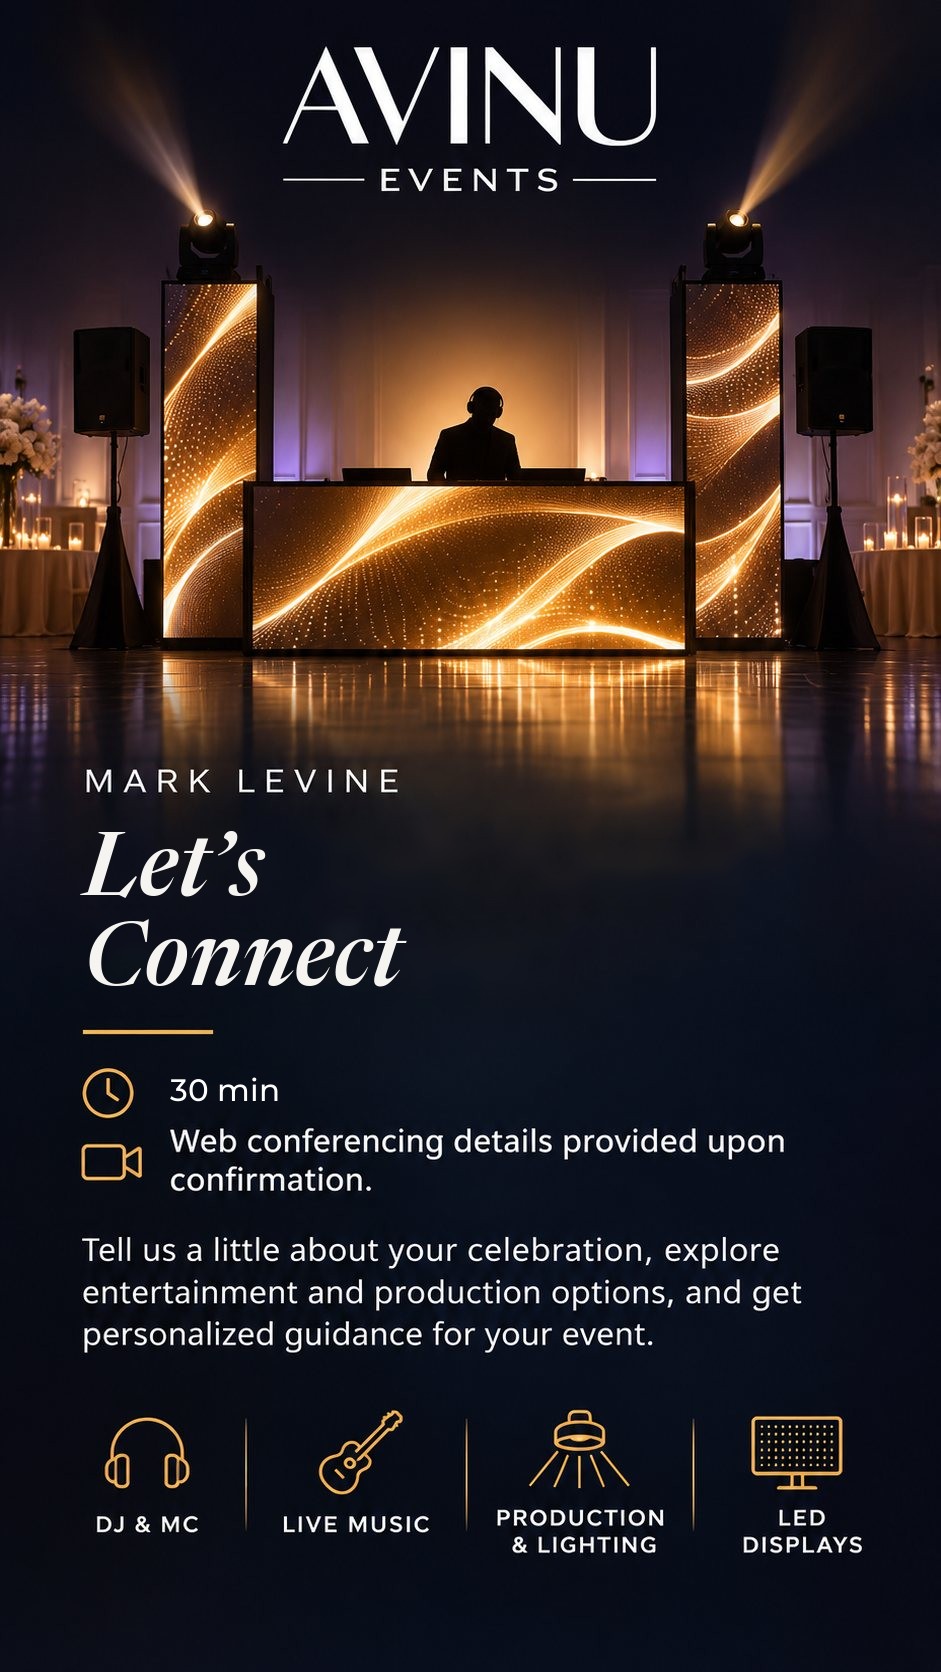 AVINU
EVENTS
MARK LEVINE
Let’s
Connect
30 min
Web conferencing details provided upon
confirmation.
Tell us a little about your celebration, explore
entertainment and production options, and get
personalized guidance for your event.
DJ & MC
LIVE MUSIC
PRODUCTION
& LIGHTING
LED
DISPLAYS